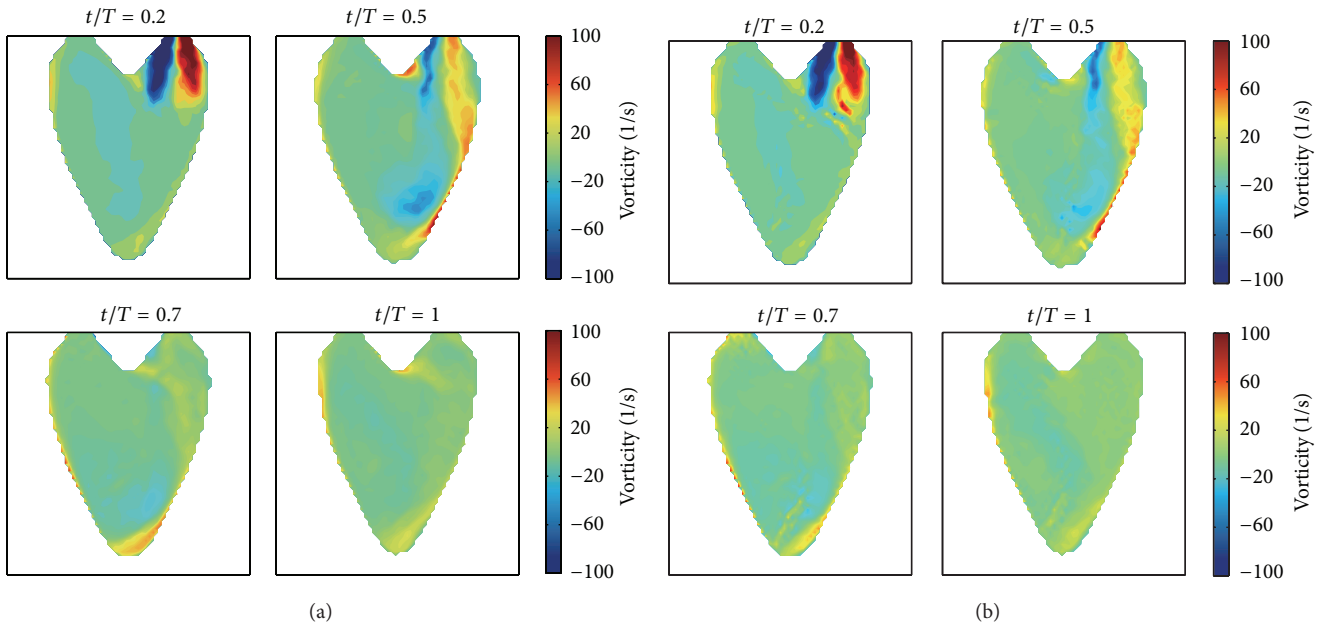 t/T = 0.2
t/T = 0.5
100
60
20
−20
−60
−100
Vorticity (1/s)
t/T = 0.7
t/T = 1
100
60
20
−20
−60
−100
Vorticity (1/s)
(a)
t/T = 0.2
t/T = 0.5
100
60
20
−20
−60
−100
Vorticity (1/s)
t/T = 0.7
t/T = 1
100
60
20
−20
−60
−100
Vorticity (1/s)
(b)